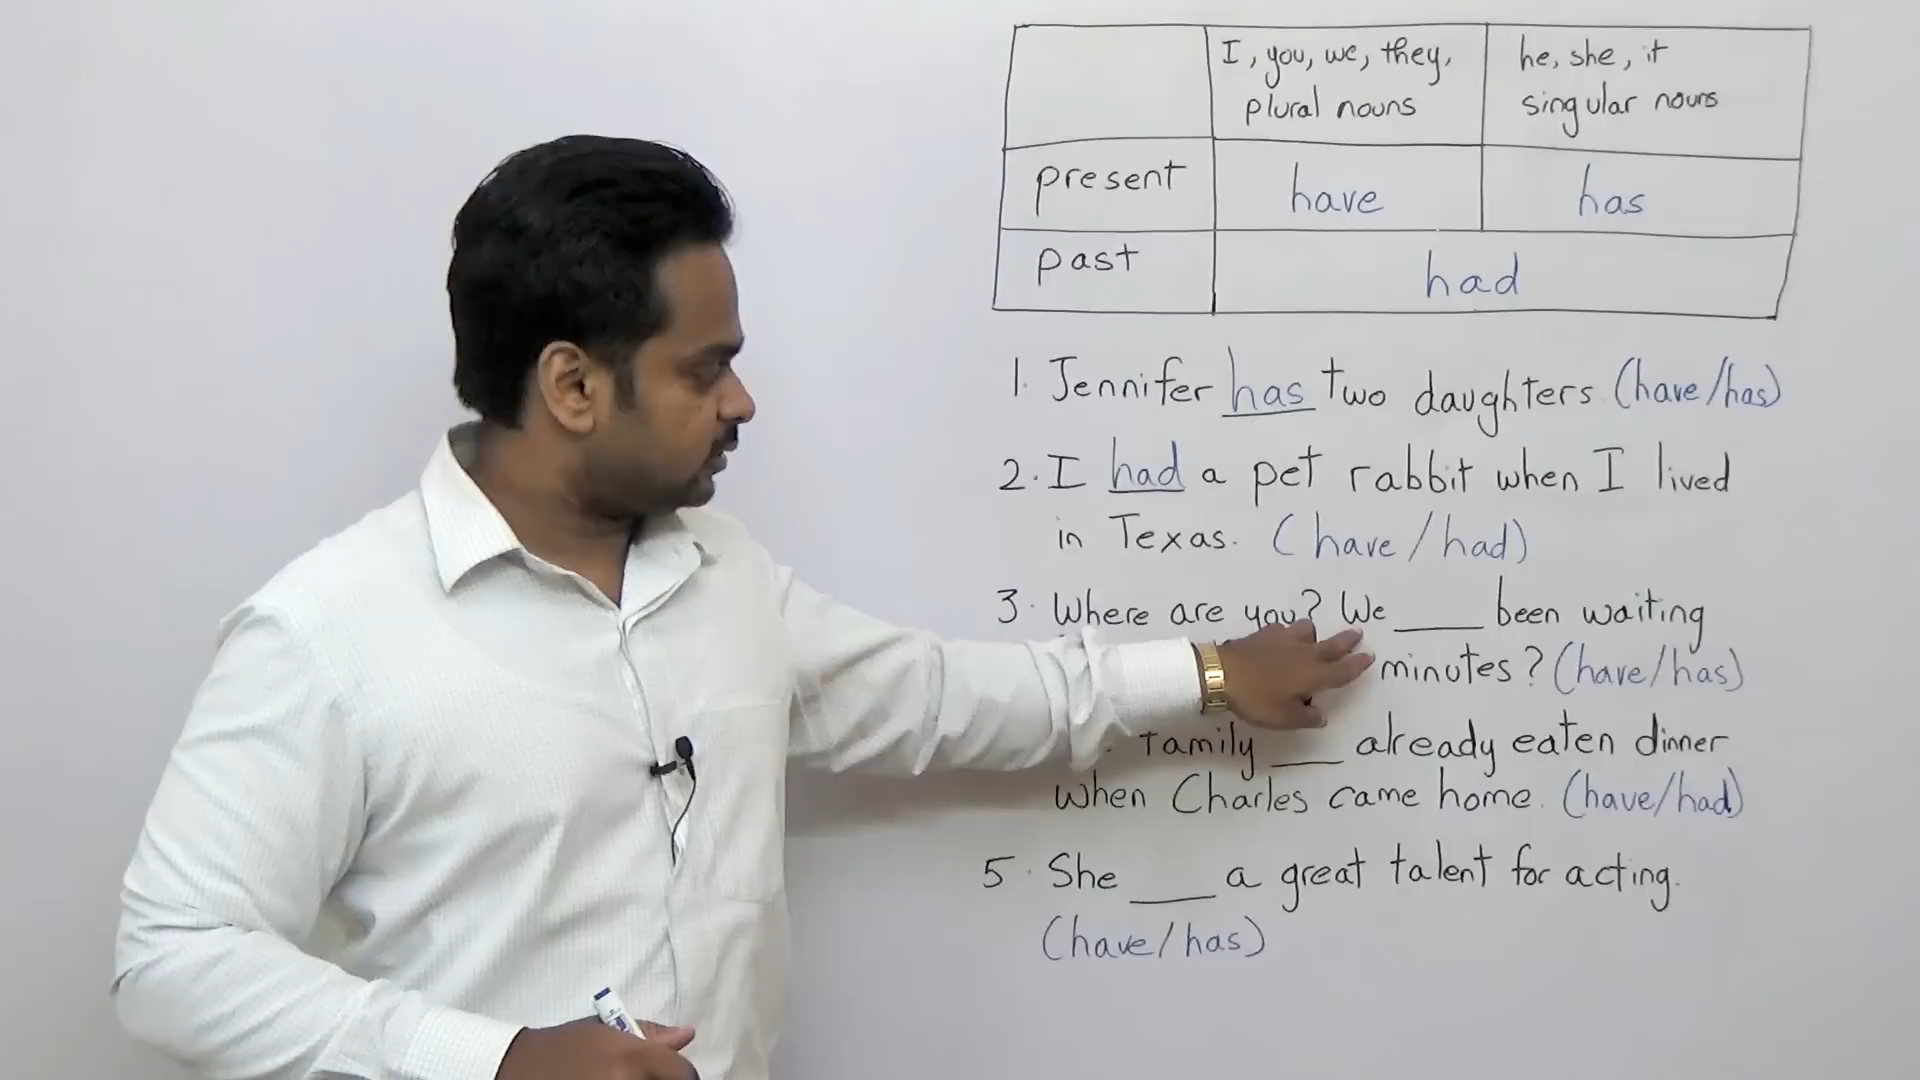 I, you, we, they,
plural nouns
he, she, it
singular nouns
present
have
has
past
had
1. Jennifer has two daughters (have/has)
2. I had a pet rabbit when I lived
in Texas. (have/had)
3. Where are you? We ____ been waiting
minutes? (have/has)
family ___ already eaten dinner
when Charles came home. (have/had)
5. She ____ a great talent for acting.
(have/has)